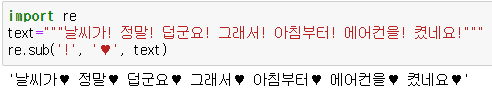 import re
text="""날씨가! 정말! 덥군요! 그래서! 아침부터! 에어컨을! 켰네요!"""
re.sub('!', '♥', text)
'날씨가♥ 정말♥ 덥군요♥ 그래서♥ 아침부터♥ 에어컨을♥ 켰네요♥'